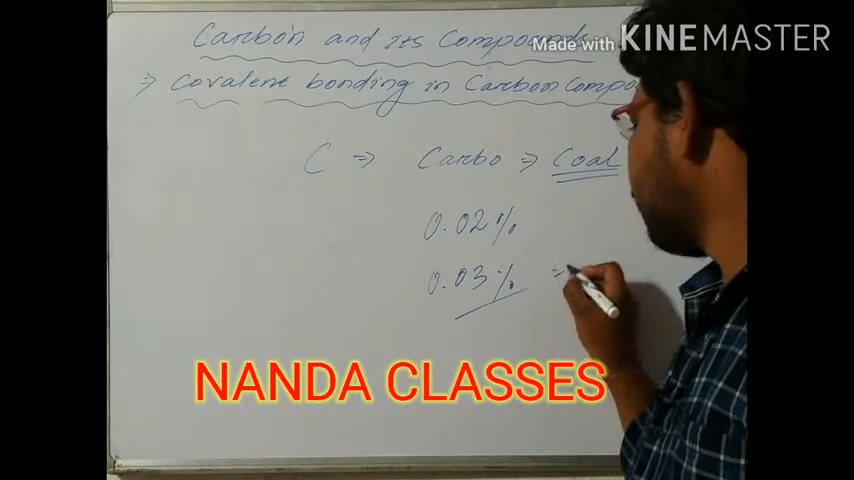 Carbon and its Compounds
Made with KINEMASTER
⇒ Covalent bonding in Carbon Compo
C ⇒ Carbo ⇒ Coal
0.02%
0.03% =
NANDA CLASSES